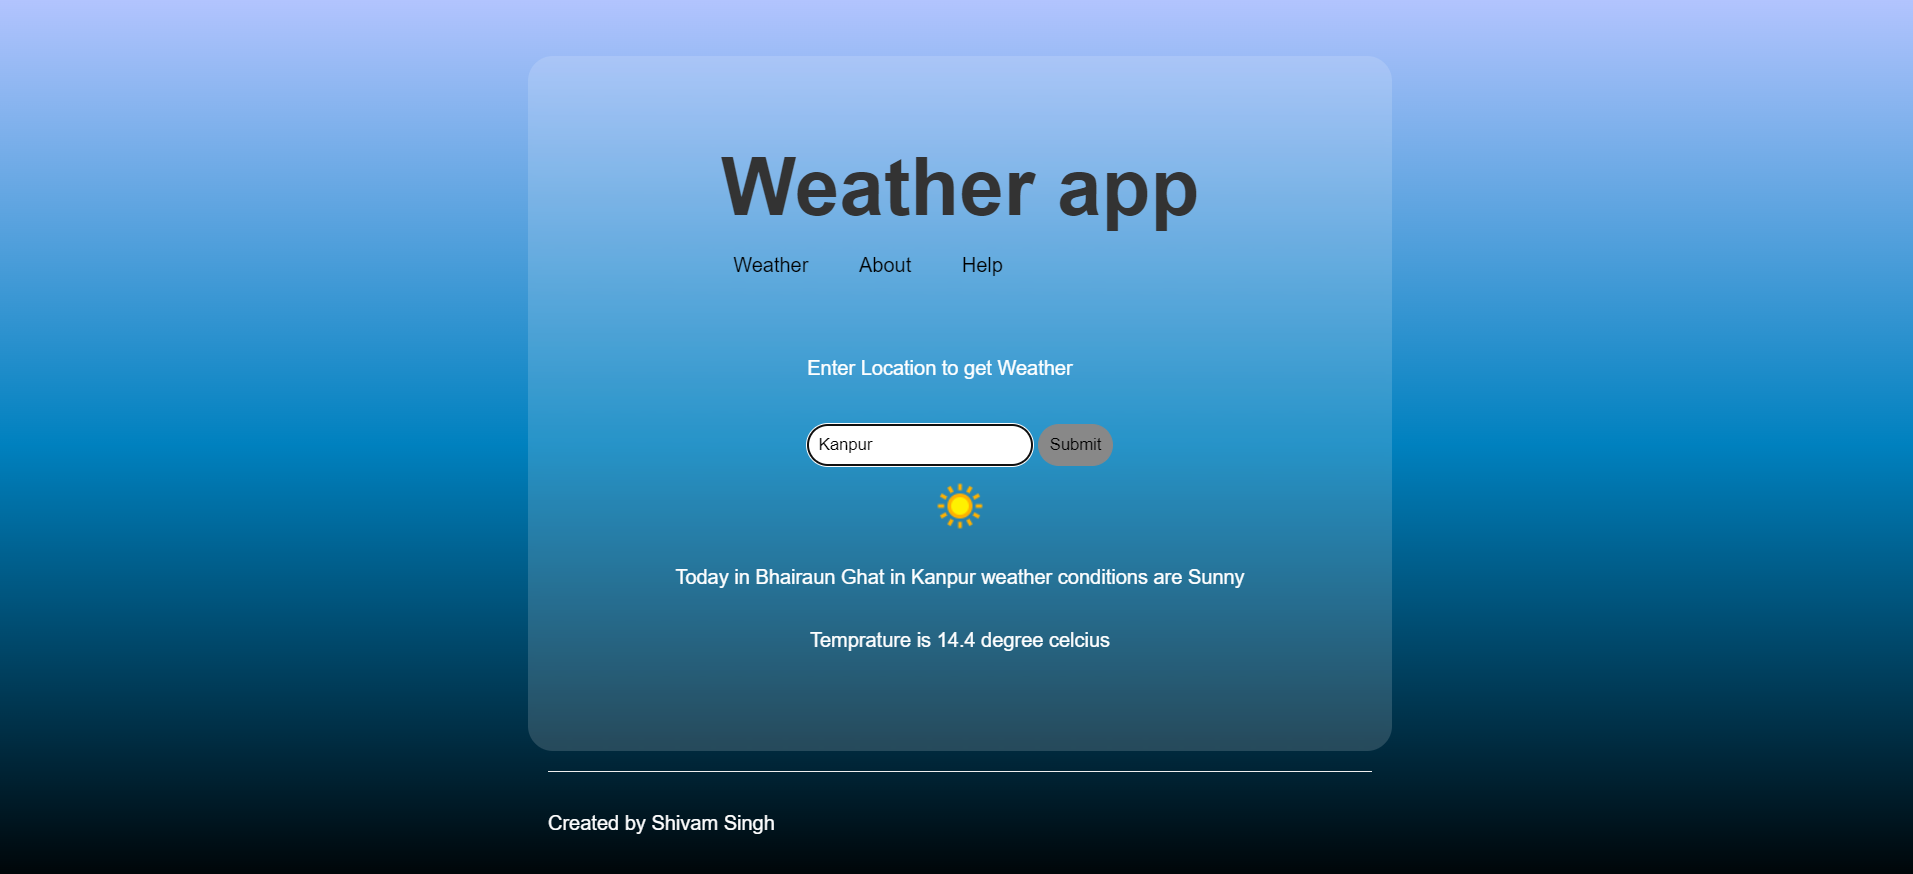 Weather app
Weather About Help
Enter Location to get Weather
Kanpur Submit
Today in Bhairaun Ghat in Kanpur weather conditions are Sunny
Temprature is 14.4 degree celcius
Created by Shivam Singh